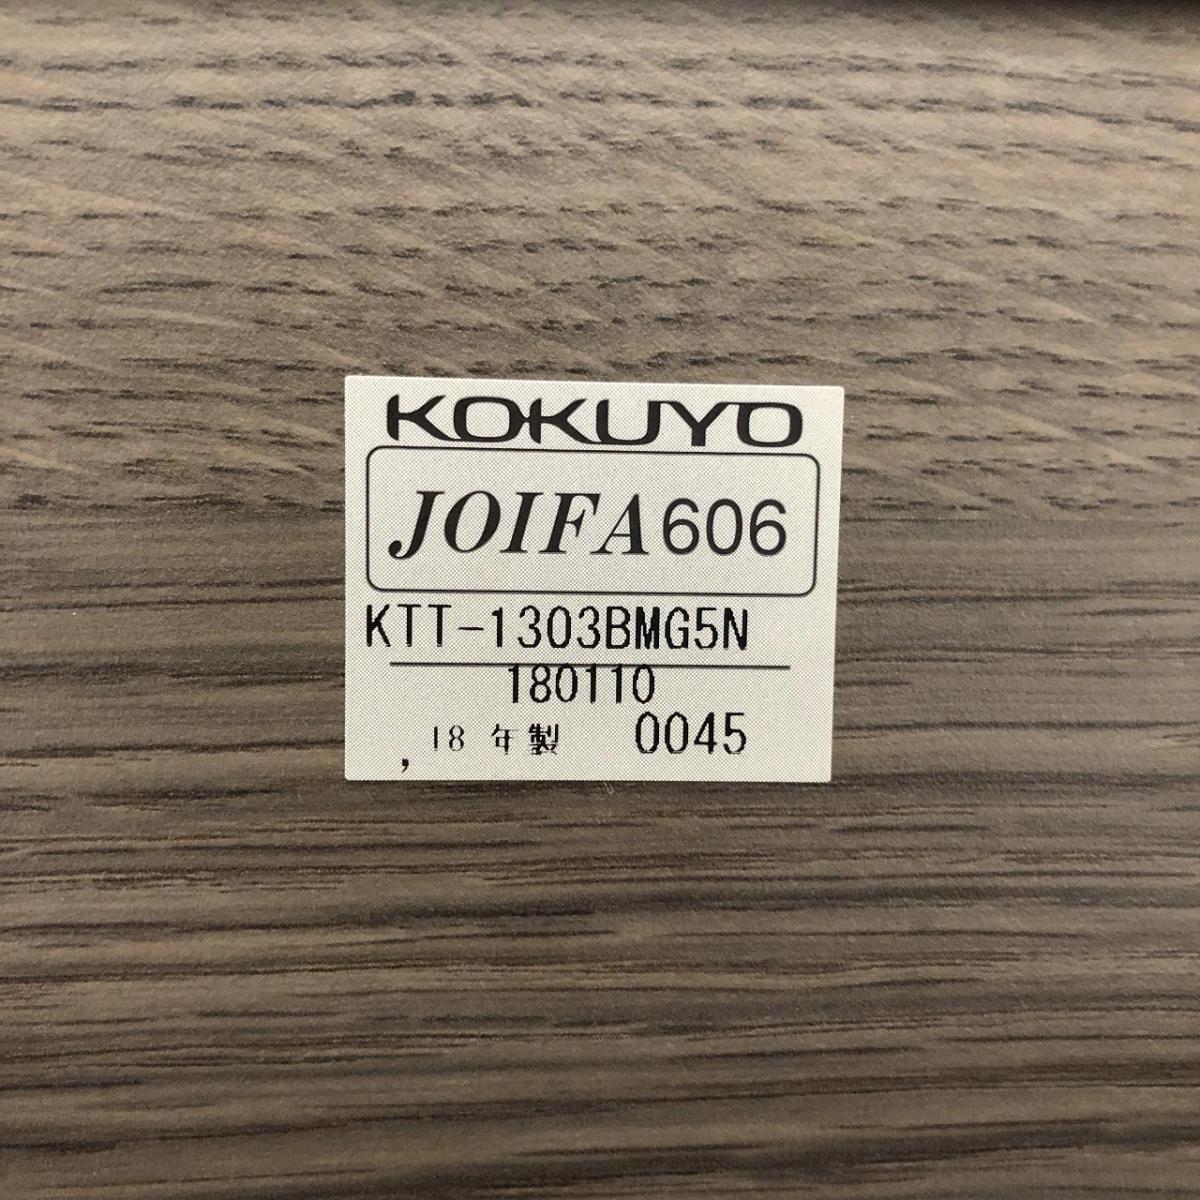 KOKUYO
JOIFA606
KTT-1303BMG5N
180110
,18 年製 0045